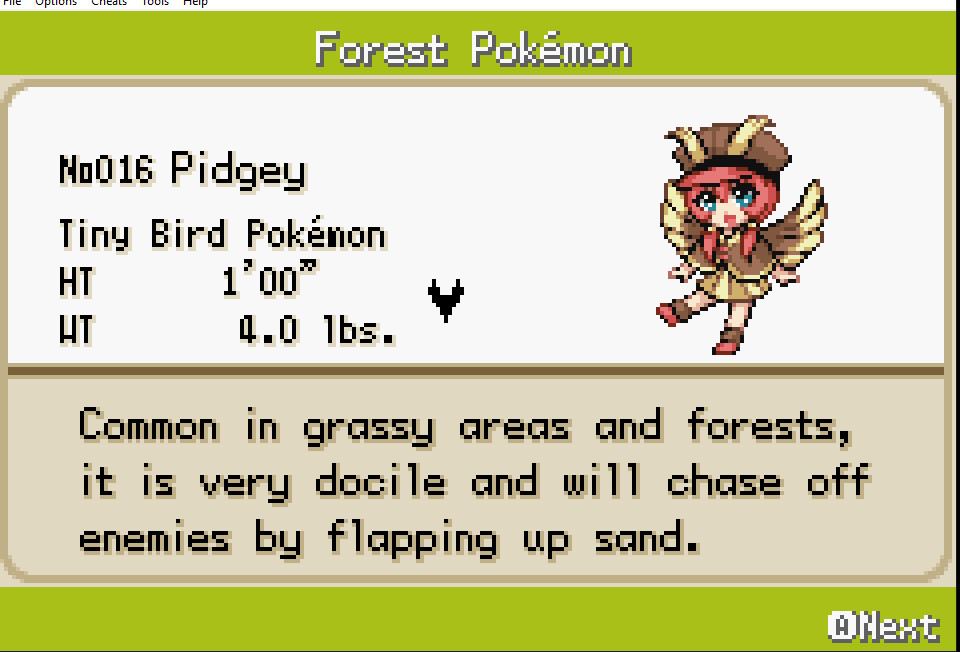 File Options Cheats Tools Help
Forest Pokémon
No016 Pidgey
Tiny Bird Pokémon
HT 1'00"
WT 4.0 lbs.
Common in grassy areas and forests,
it is very docile and will chase off
enemies by flapping up sand.
ⒶNext